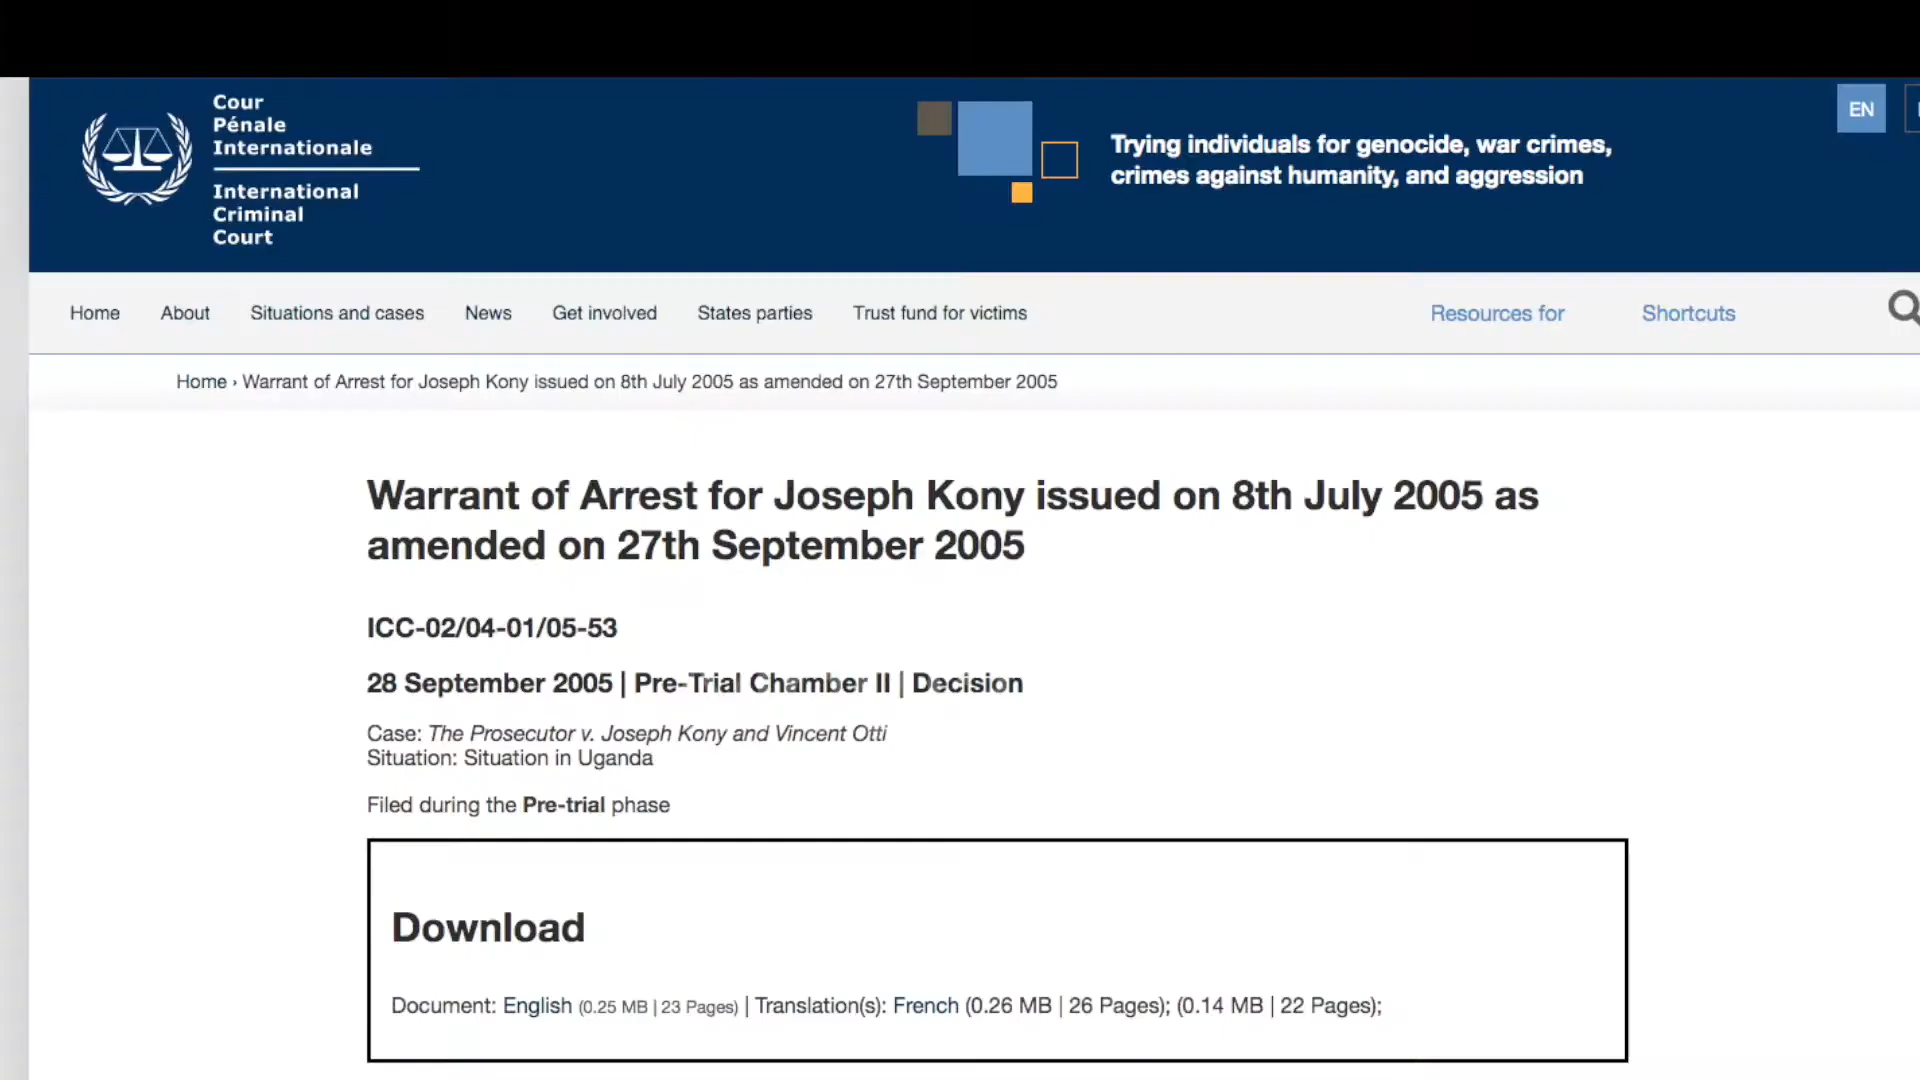 Cour
Pénale
Internationale
International
Criminal
Court
Trying individuals for genocide, war crimes,
crimes against humanity, and aggression
EN
Home About Situations and cases News Get involved States parties Trust fund for victims Resources for Shortcuts
Home › Warrant of Arrest for Joseph Kony issued on 8th July 2005 as amended on 27th September 2005
Warrant of Arrest for Joseph Kony issued on 8th July 2005 as
amended on 27th September 2005
ICC-02/04-01/05-53
28 September 2005 | Pre-Trial Chamber II | Decision
Case: The Prosecutor v. Joseph Kony and Vincent Otti
Situation: Situation in Uganda
Filed during the Pre-trial phase
Download
Document: English (0.25 MB | 23 Pages) | Translation(s): French (0.26 MB | 26 Pages); (0.14 MB | 22 Pages);